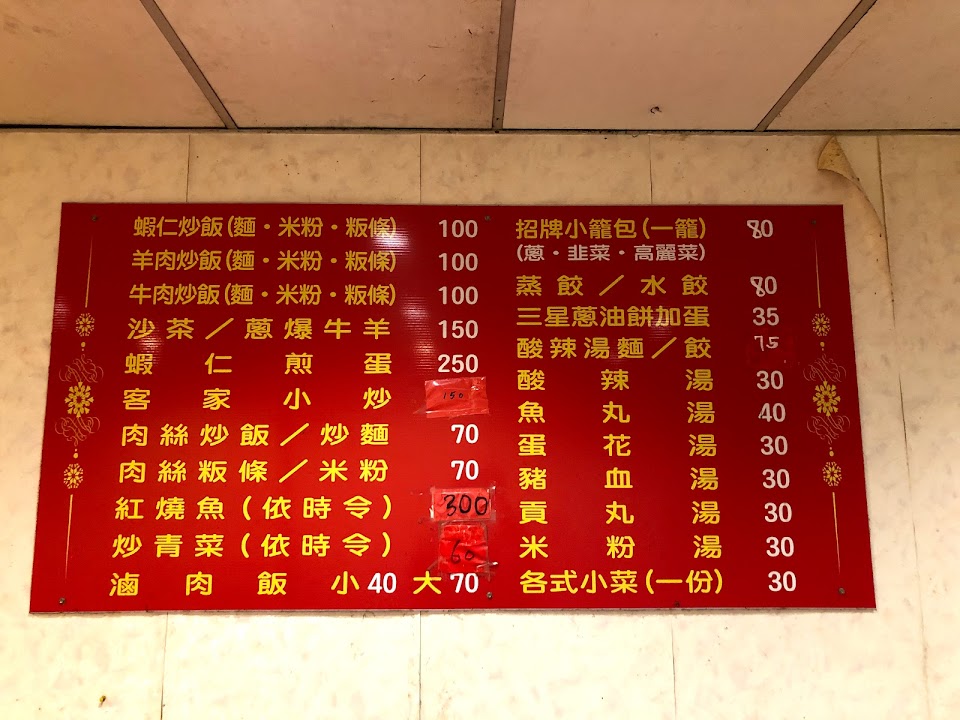 蝦仁炒飯(麵・米粉・粄條) 100
羊肉炒飯(麵・米粉・粄條) 100
牛肉炒飯(麵・米粉・粄條) 100
沙茶／蔥爆牛羊 150
蝦仁煎蛋 250
客家小炒 150
肉絲炒飯／炒麵 70
肉絲粄條／米粉 70
紅燒魚(依時令) 300
炒青菜(依時令) 60
滷肉飯 小40 大70
招牌小籠包(一籠) 80
(蔥・韭菜・高麗菜)
蒸餃／水餃 80
三星蔥油餅加蛋 35
酸辣湯麵／餃 75
酸辣湯 30
魚丸湯 40
蛋花湯 30
豬血湯 30
貢丸湯 30
米粉湯 30
各式小菜(一份) 30